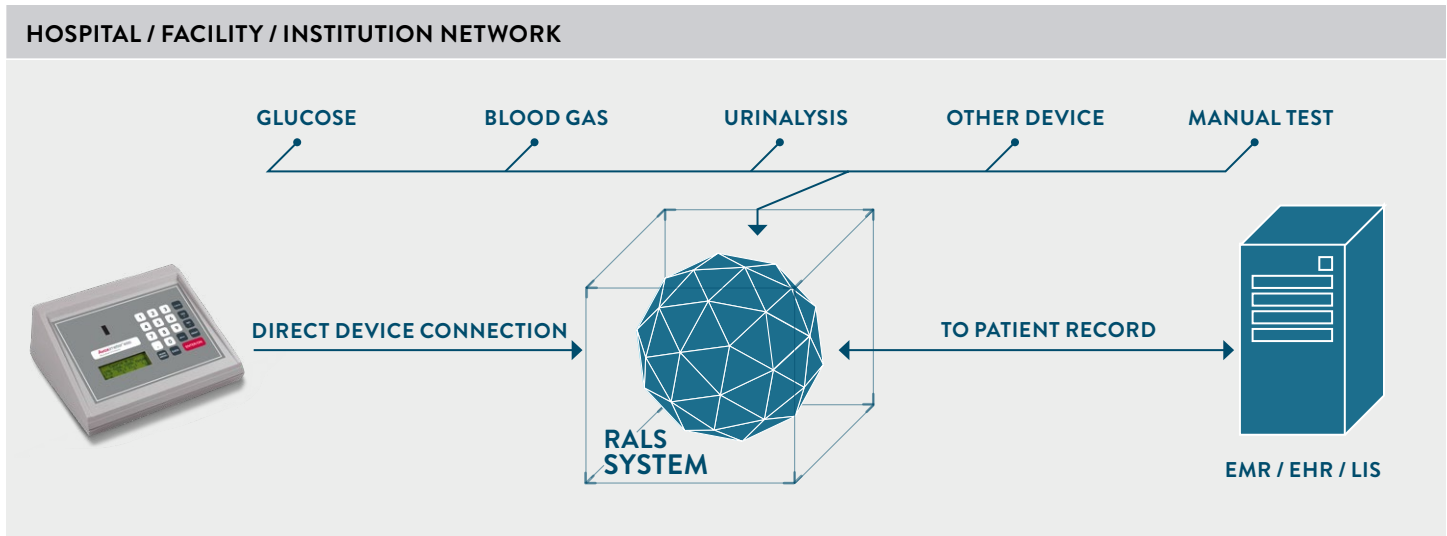 HOSPITAL / FACILITY / INSTITUTION NETWORK
GLUCOSE
BLOOD GAS
URINALYSIS
OTHER DEVICE
MANUAL TEST
DIRECT DEVICE CONNECTION
TO PATIENT RECORD
RALS
SYSTEM
EMR / EHR / LIS